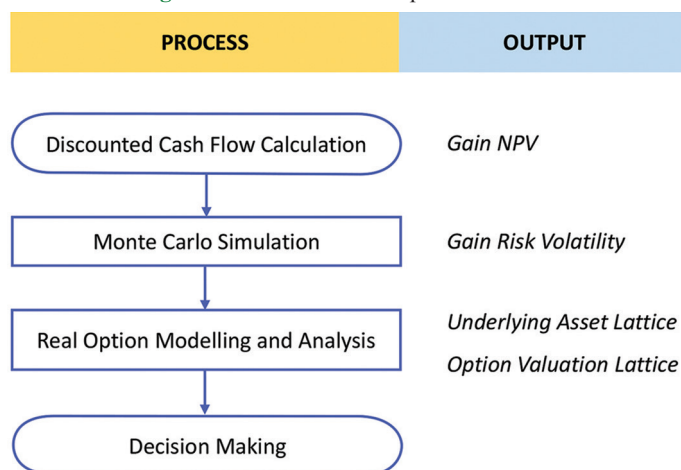 PROCESS
OUTPUT
Discounted Cash Flow Calculation
Gain NPV
Monte Carlo Simulation
Gain Risk Volatility
Real Option Modelling and Analysis
Underlying Asset Lattice
Option Valuation Lattice
Decision Making